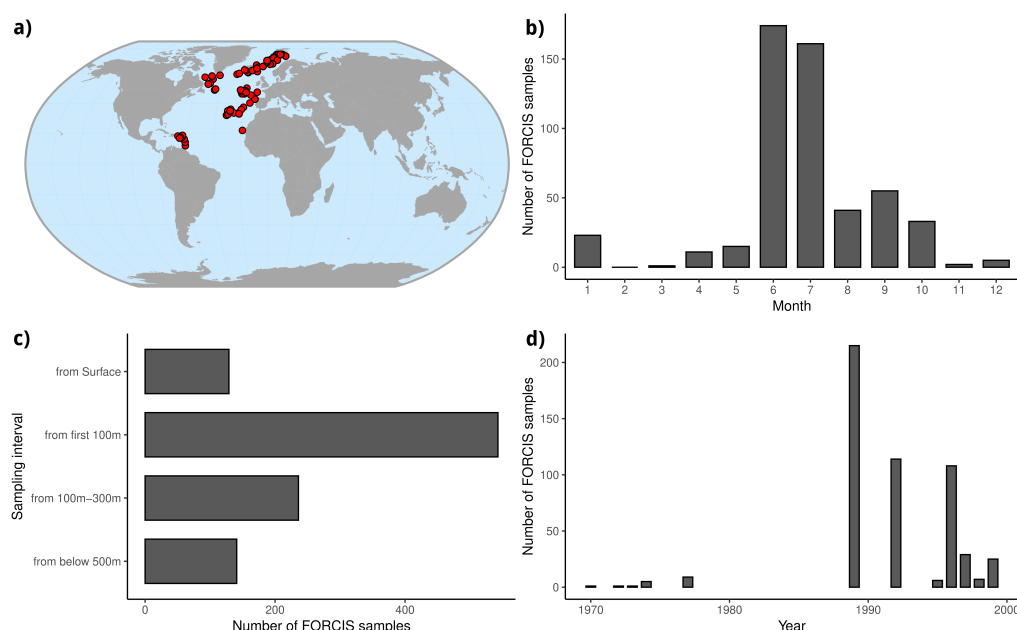 a)
b)
Number of FORCIS samples
150
100
50
0
1 2 3 4 5 6 7 8 9 10 11 12
Month
c)
Sampling interval
from Surface
from first 100m
from 100m−300m
from below 500m
0 200 400
Number of FORCIS samples
d)
Number of FORCIS samples
200
150
100
50
0
1970 1980 1990 2000
Year